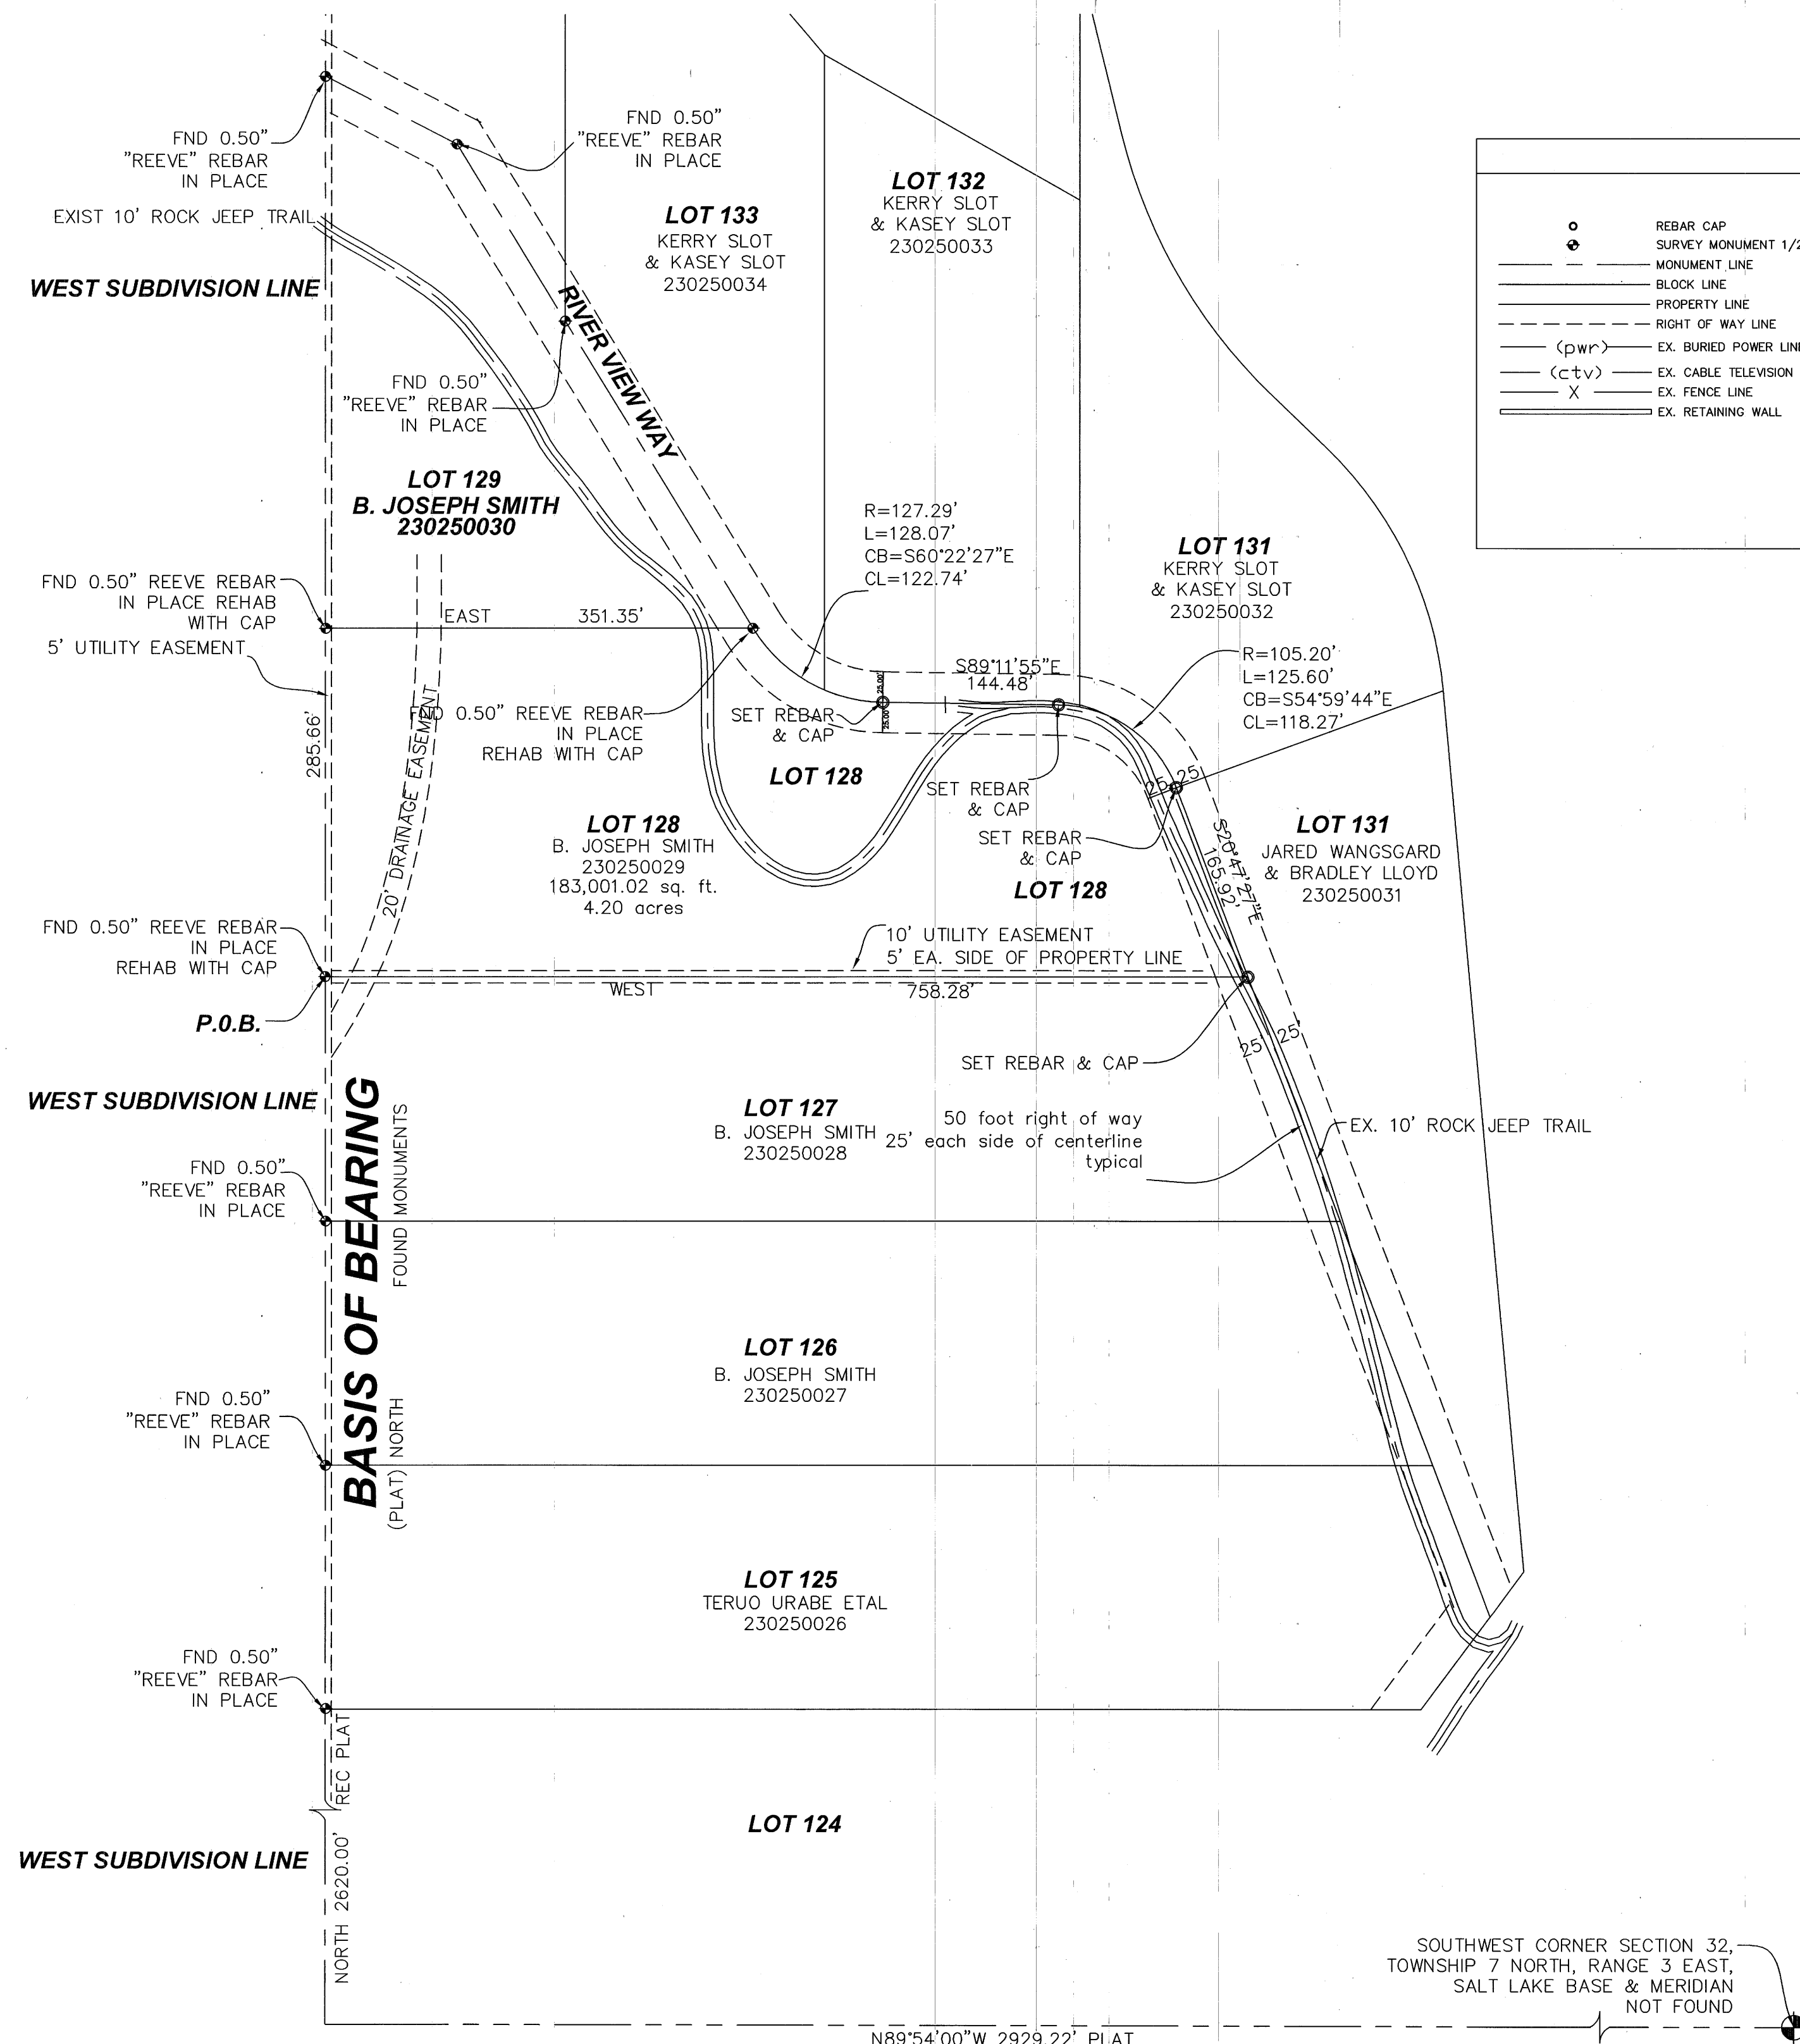 FND 0.50"
"REEVE" REBAR
IN PLACE
FND 0.50"
"REEVE" REBAR
IN PLACE
EXIST 10' ROCK JEEP TRAIL
WEST SUBDIVISION LINE
LOT 133
KERRY SLOT
& KASEY SLOT
230250034
LOT 132
KERRY SLOT
& KASEY SLOT
230250033
REBAR CAP
SURVEY MONUMENT 1/2
MONUMENT LINE
BLOCK LINE
PROPERTY LINE
RIGHT OF WAY LINE
(pwr) EX. BURIED POWER LINE
(ctv) EX. CABLE TELEVISION
X EX. FENCE LINE
EX. RETAINING WALL
RIVER VIEW WAY
FND 0.50"
"REEVE" REBAR
IN PLACE
LOT 129
B. JOSEPH SMITH
230250030
R=127.29'
L=128.07'
CB=S60°22'27"E
CL=122.74'
LOT 131
KERRY SLOT
& KASEY SLOT
230250032
FND 0.50" REEVE REBAR
IN PLACE REHAB
WITH CAP
5' UTILITY EASEMENT
EAST 351.35'
285.66'
20' DRAINAGE EASEMENT
FND 0.50" REEVE REBAR
IN PLACE
REHAB WITH CAP
SET REBAR
& CAP
25.00'
25.00'
S89°11'55"E
144.48'
R=105.20'
L=125.60'
CB=S54°59'44"E
CL=118.27'
LOT 128
SET REBAR
& CAP
25 25
SET REBAR
& CAP
LOT 128
B. JOSEPH SMITH
230250029
183,001.02 sq. ft.
4.20 acres
LOT 128
S20°47'27"E
165.92'
LOT 131
JARED WANGSGARD
& BRADLEY LLOYD
230250031
FND 0.50" REEVE REBAR
IN PLACE
REHAB WITH CAP
10' UTILITY EASEMENT
5' EA. SIDE OF PROPERTY LINE
WEST 758.28'
P.O.B.
25' 25'
SET REBAR & CAP
WEST SUBDIVISION LINE
BASIS OF BEARING
FOUND MONUMENTS
(PLAT) NORTH
LOT 127
B. JOSEPH SMITH
230250028
50 foot right of way
25' each side of centerline
typical
EX. 10' ROCK JEEP TRAIL
FND 0.50"
"REEVE" REBAR
IN PLACE
LOT 126
B. JOSEPH SMITH
230250027
FND 0.50"
"REEVE" REBAR
IN PLACE
LOT 125
TERUO URABE ETAL
230250026
FND 0.50"
"REEVE" REBAR
IN PLACE
NORTH 2620.00' REC PLAT
LOT 124
WEST SUBDIVISION LINE
SOUTHWEST CORNER SECTION 32,
TOWNSHIP 7 NORTH, RANGE 3 EAST,
SALT LAKE BASE & MERIDIAN
NOT FOUND
N89°54'00"W 2929.22' PLAT